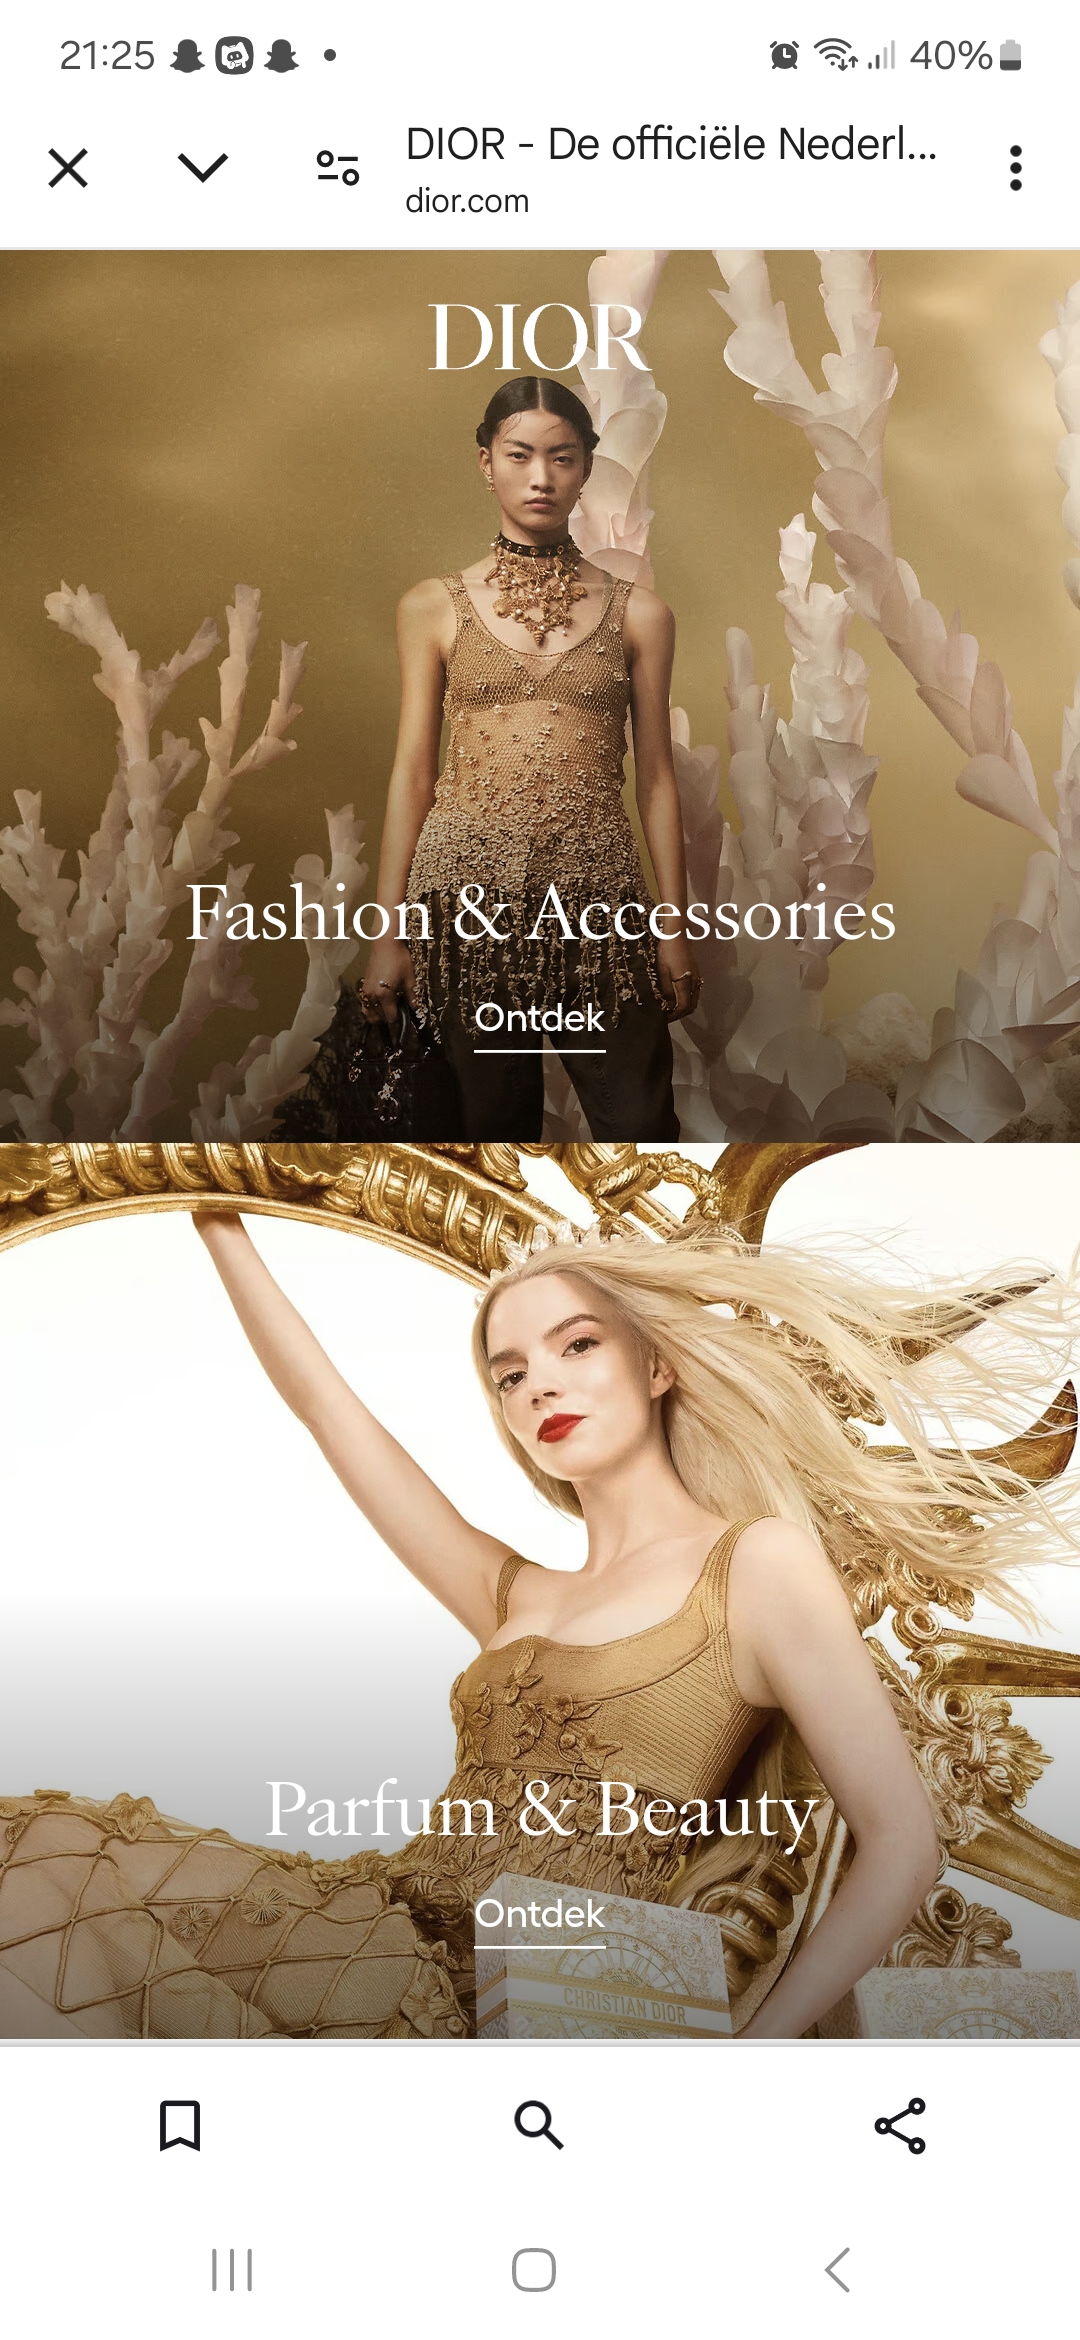 21:25
40%
DIOR - De officiële Nederl...
dior.com
DIOR
Fashion & Accessories
Ontdek
Parfum & Beauty
Ontdek
CHRISTIAN DIOR